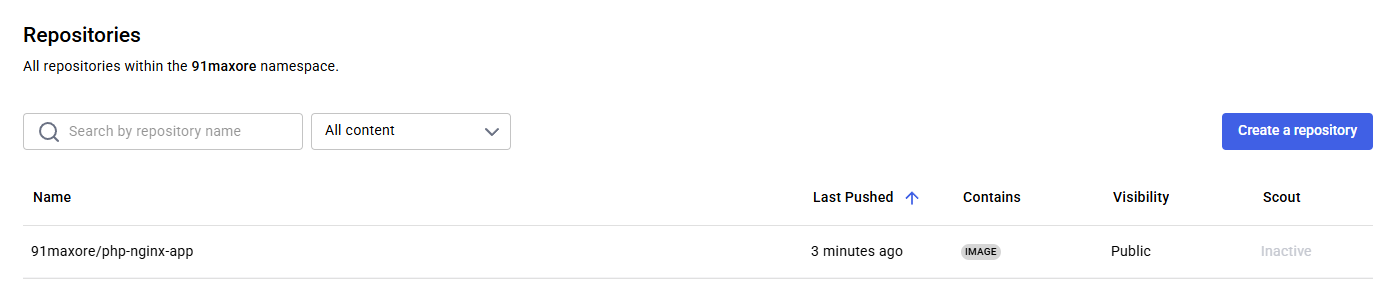 Repositories
All repositories within the 91maxore namespace.
Search by repository name
All content
Create a repository
Name Last Pushed Contains Visibility Scout
91maxore/php-nginx-app 3 minutes ago IMAGE Public Inactive